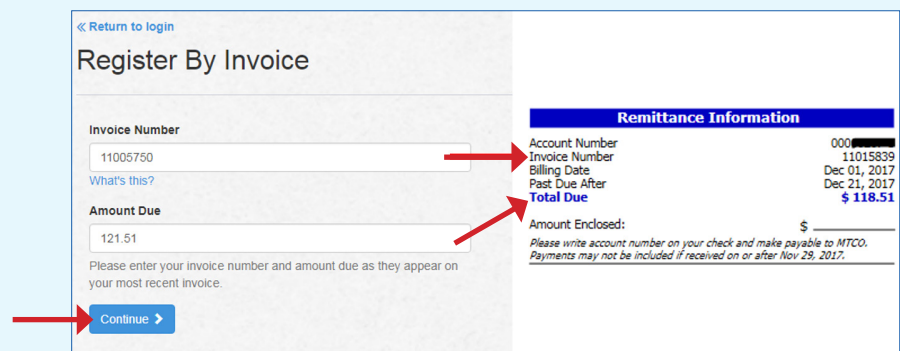 « Return to login
Register By Invoice
Invoice Number
11005750
What's this?
Amount Due
121.51
Please enter your invoice number and amount due as they appear on
your most recent invoice.
Continue
Remittance Information
Account Number 000
Invoice Number 11015839
Billing Date Dec 01, 2017
Past Due After Dec 21, 2017
Total Due $ 118.51
Amount Enclosed: $
Please write account number on your check and make payable to MTCO.
Payments may not be included if received on or after Nov 29, 2017.